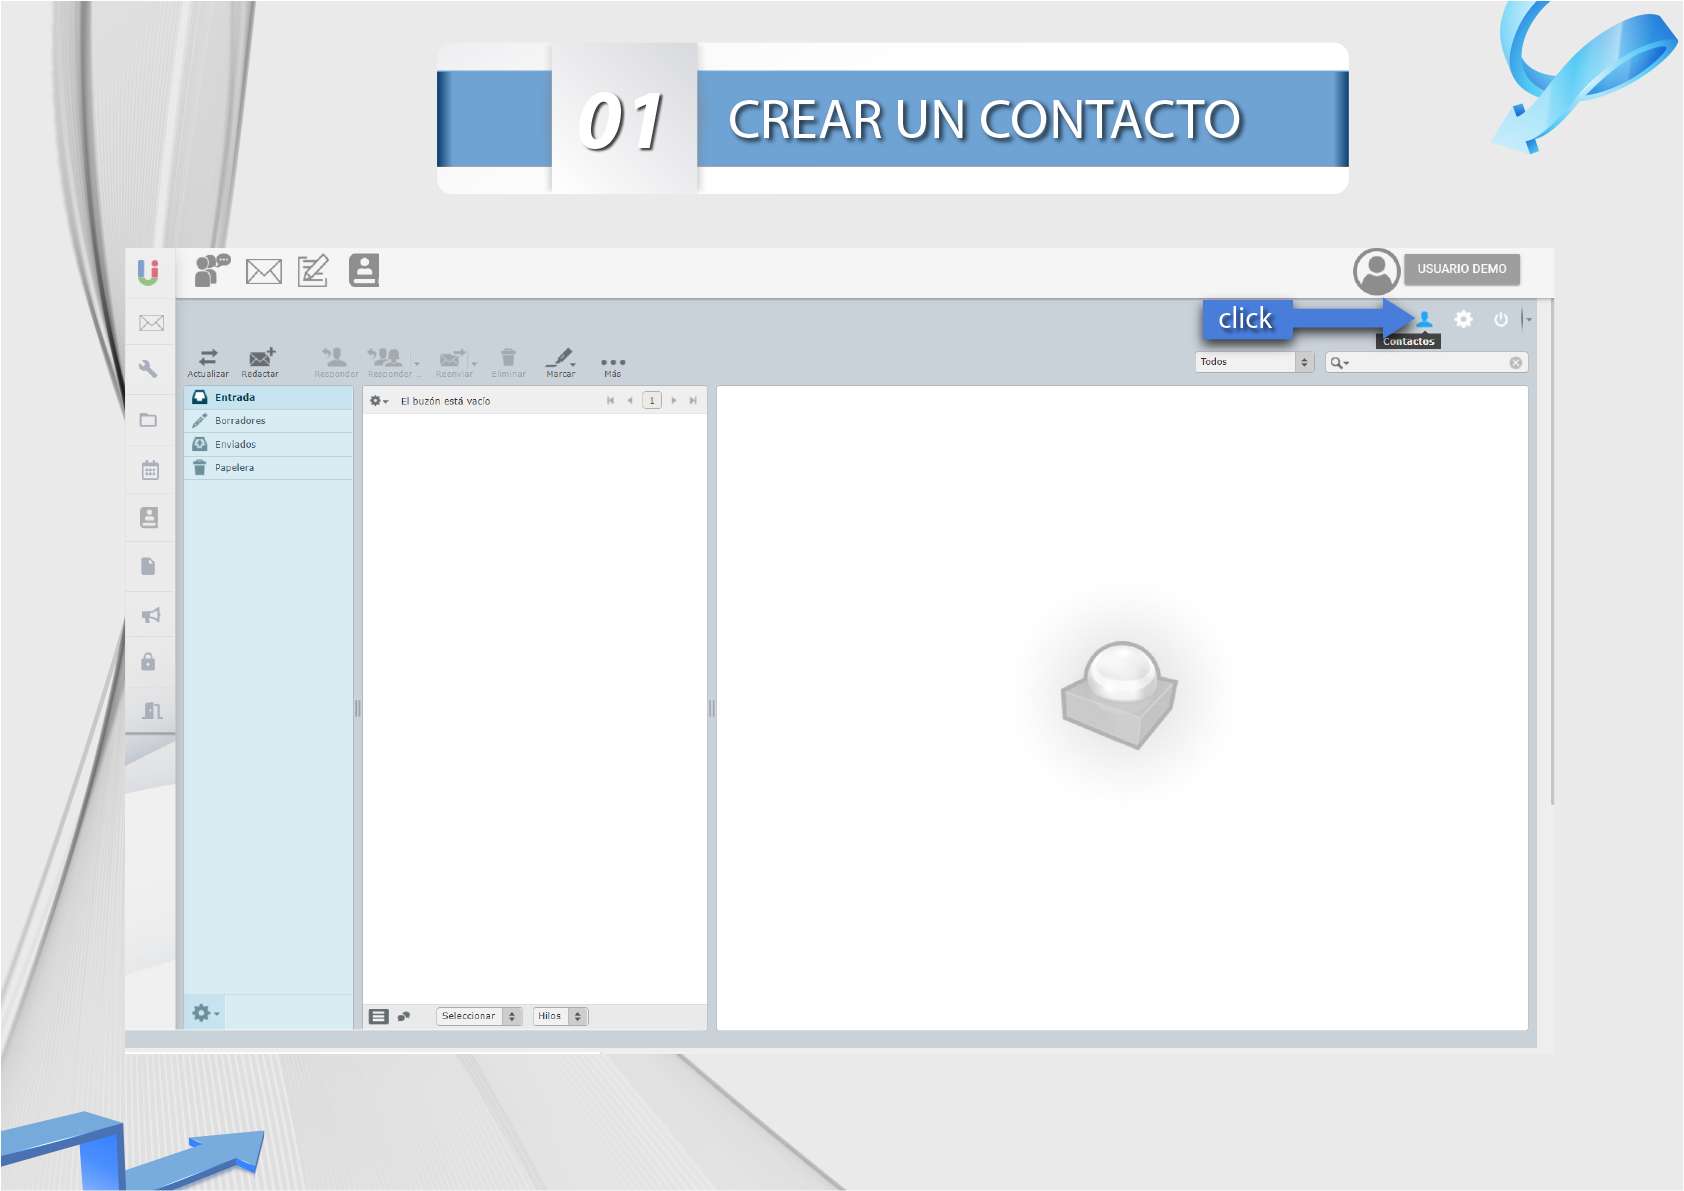 01 CREAR UN CONTACTO
USUARIO DEMO
click
Contactos
Actualizar Redactar Responder Responder ... Reenviar Eliminar Marcar Más
Todos
Entrada
Borradores
Enviados
Papelera
El buzón está vacío
1
Seleccionar Hilos